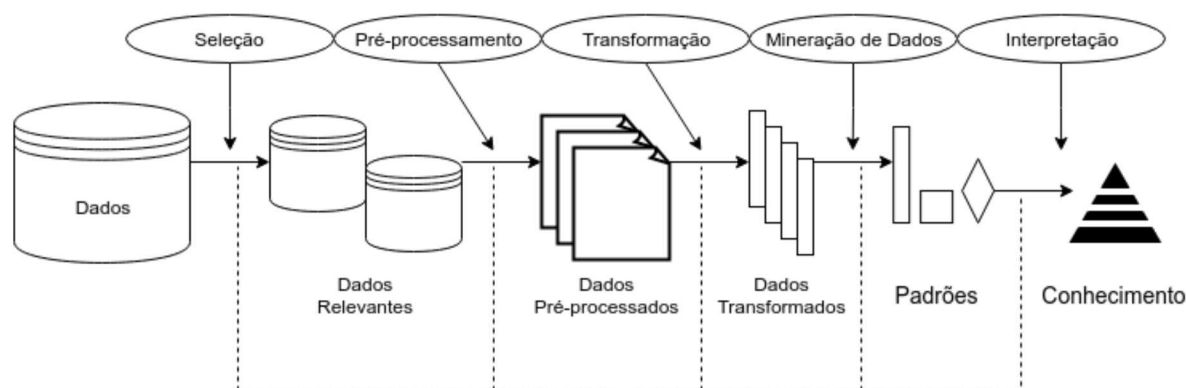 Seleção
Pré-processamento
Transformação
Mineração de Dados
Interpretação
Dados
Dados
Relevantes
Dados
Pré-processados
Dados
Transformados
Padrões
Conhecimento